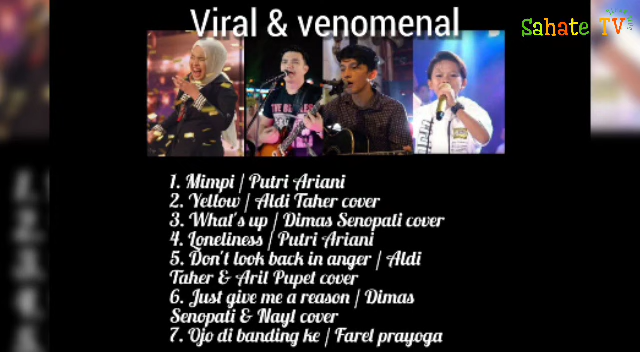 Viral & venomenal
Sahate TV
1. Mimpi / Putri Ariani
2. Yellow / Aldi Taher cover
3. What's up / Dimas Senopati cover
4. Loneliness / Putri Ariani
5. Don't look back in anger / Aldi
Taher & Aril Pupet cover
6. Just give me a reason / Dimas
Senopati & Nayl cover
7. Ojo di banding ke / Farel prayoga